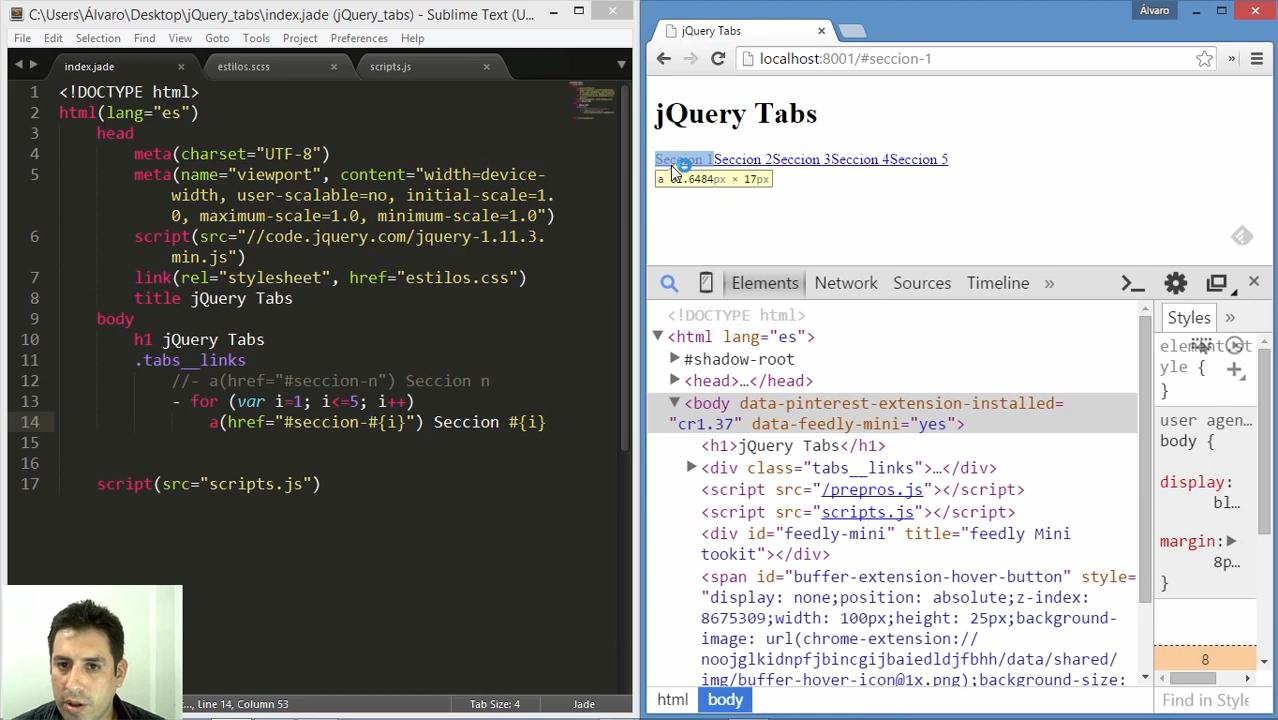 C:\Users\Álvaro\Desktop\jQuery_tabs\index.jade (jQuery_tabs) - Sublime Text (U...
File Edit Selection Find View Goto Tools Project Preferences Help
index.jade
estilos.scss
scripts.js
1 <!DOCTYPE html>
2 html(lang="es")
3 head
4 meta(charset="UTF-8")
5 meta(name="viewport", content="width=device-
width, user-scalable=no, initial-scale=1.
0, maximum-scale=1.0, minimum-scale=1.0")
6 script(src="//code.jquery.com/jquery-1.11.3.
min.js")
7 link(rel="stylesheet", href="estilos.css")
8 title jQuery Tabs
9 body
10 h1 jQuery Tabs
11 .tabs__links
12 //- a(href="#seccion-n") Seccion n
13 - for (var i=1; i<=5; i++)
14 a(href="#seccion-#{i}") Seccion #{i}
15
16
17 script(src="scripts.js")
..., Line 14, Column 53
Tab Size: 4
Jade
Álvaro
jQuery Tabs
localhost:8001/#seccion-1
jQuery Tabs
Seccion 1Seccion 2Seccion 3Seccion 4Seccion 5
a .6484px × 17px
Elements Network Sources Timeline »
<!DOCTYPE html>
<html lang="es">
#shadow-root
<head>…</head>
<body data-pinterest-extension-installed=
"cr1.37" data-feedly-mini="yes">
<h1>jQuery Tabs</h1>
<div class="tabs__links">…</div>
<script src="/prepros.js"></script>
<script src="scripts.js"></script>
<div id="feedly-mini" title="feedly Mini
tookit"></div>
<span id="buffer-extension-hover-button" style=
"display: none;position: absolute;z-index:
8675309;width: 100px;height: 25px;background-
image: url(chrome-extension://
noojglkidnpfjbincgijbaiedldjfbhh/data/shared/
img/buffer-hover-icon@1x.png);background-size:
html body
Styles »
element.st
yle {
}
user agen…
body {
display:
bl…
margin:
8px…
}
8
Find in Style